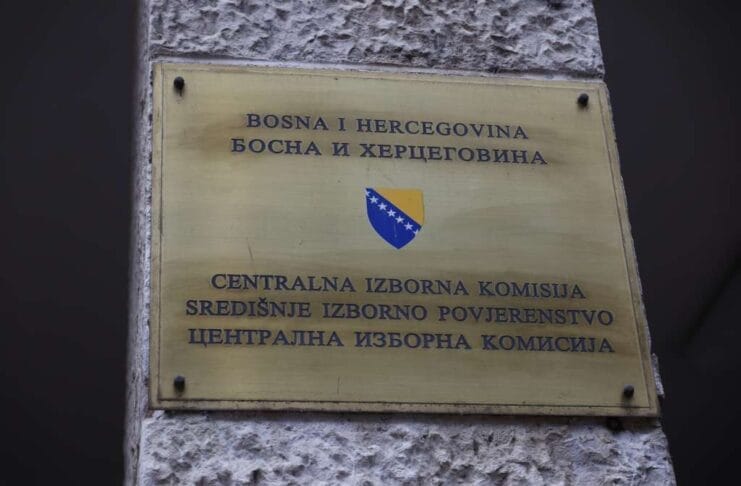 BOSNA I HERCEGOVINA
БОСНА И ХЕРЦЕГОВИНА
CENTRALNA IZBORNA KOMISIJA
SREDIŠNJE IZBORNO POVJERENSTVO
ЦЕНТРАЛНА ИЗБОРНА КОМИСИЈА